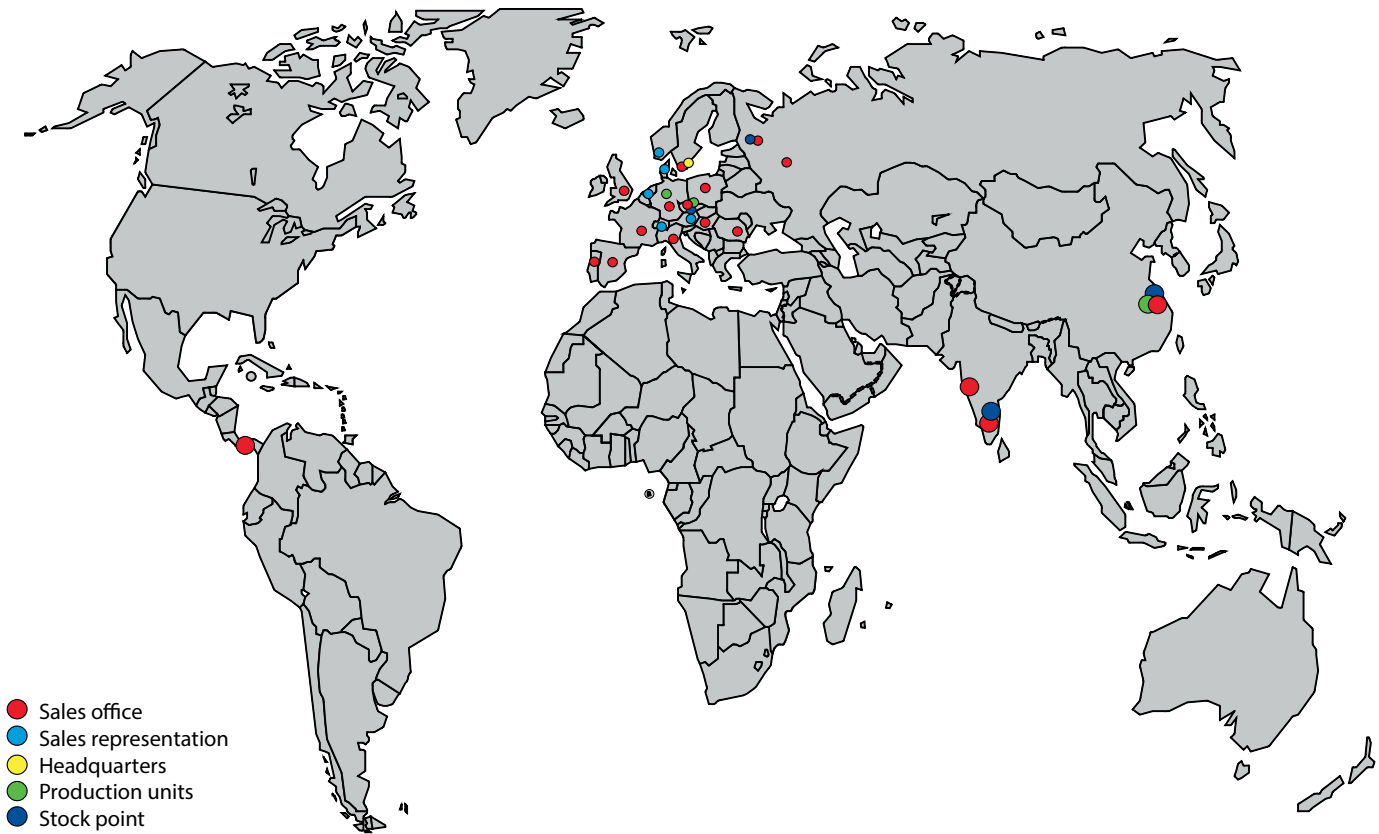 Sales office
Sales representation
Headquarters
Production units
Stock point